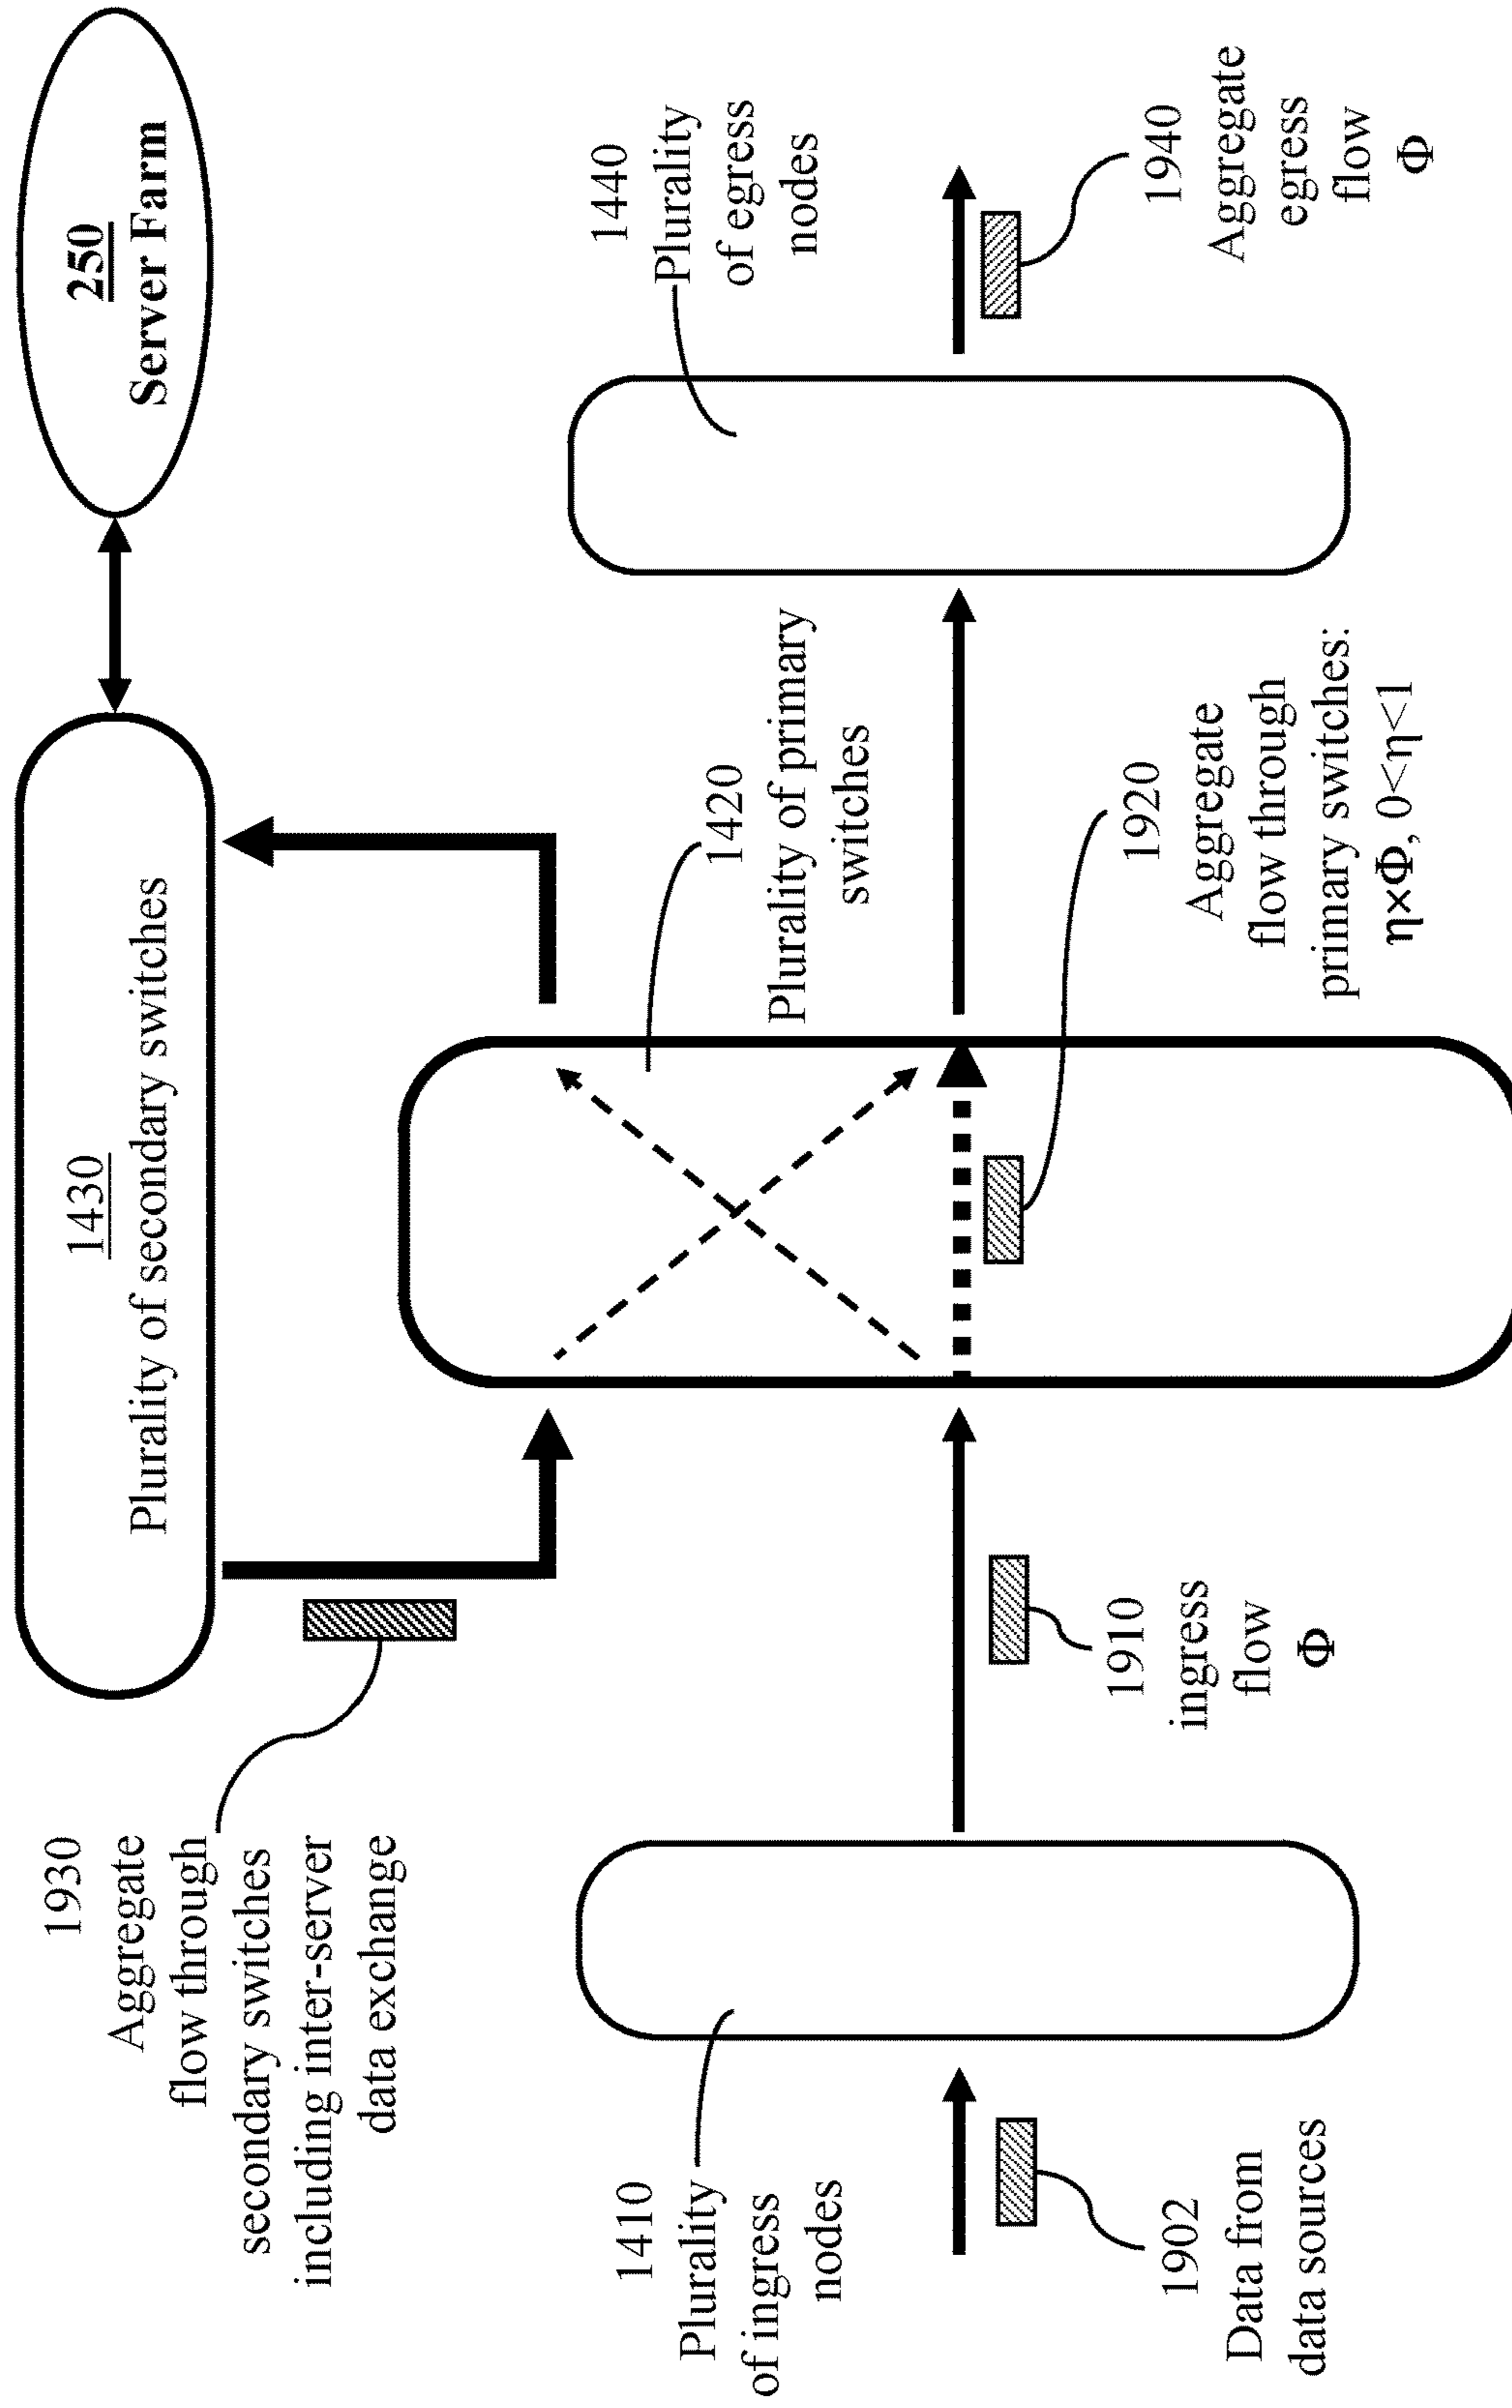 250
Server Farm
1430
Plurality of secondary switches
1930
Aggregate
flow through
secondary switches
including inter-server
data exchange
1410
Plurality
of ingress
nodes
1420
Plurality of primary
switches
1440
Plurality
of egress
nodes
1902
Data from
data sources
1910
ingress
flow
Φ
1920
Aggregate
flow through
primary switches:
η×Φ, 0<η<1
1940
Aggregate
egress
flow
Φ